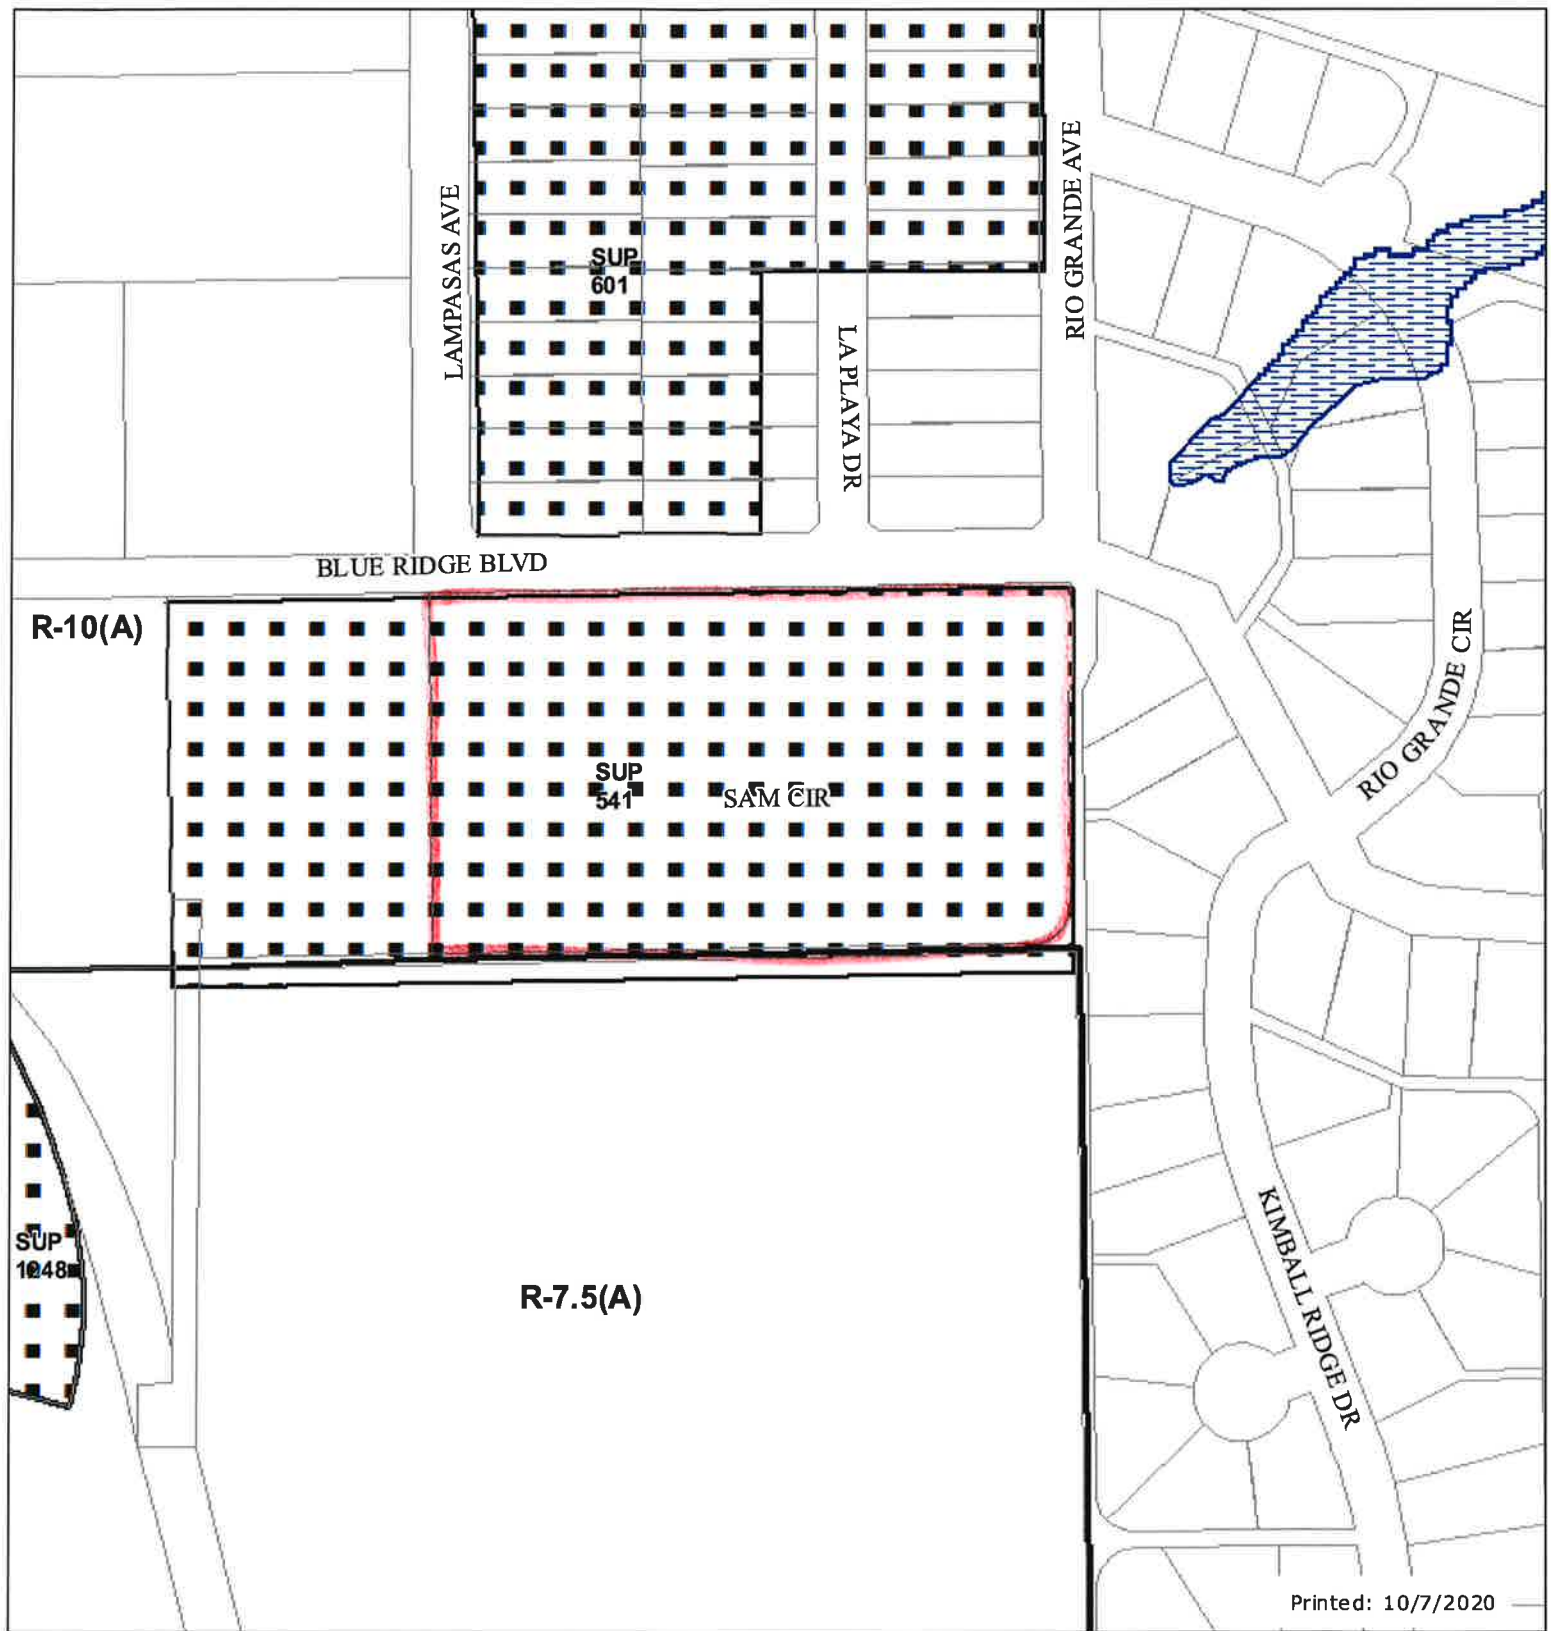 LAMPASAS AVE
SUP
601
LA PLAYA DR
RIO GRANDE AVE
BLUE RIDGE BLVD
R-10(A)
SUP
541
SAM CIR
RIO GRANDE CIR
SUP
R-7.5(A)
KIMBALL RIDGE DR
Printed: 10/7/2020